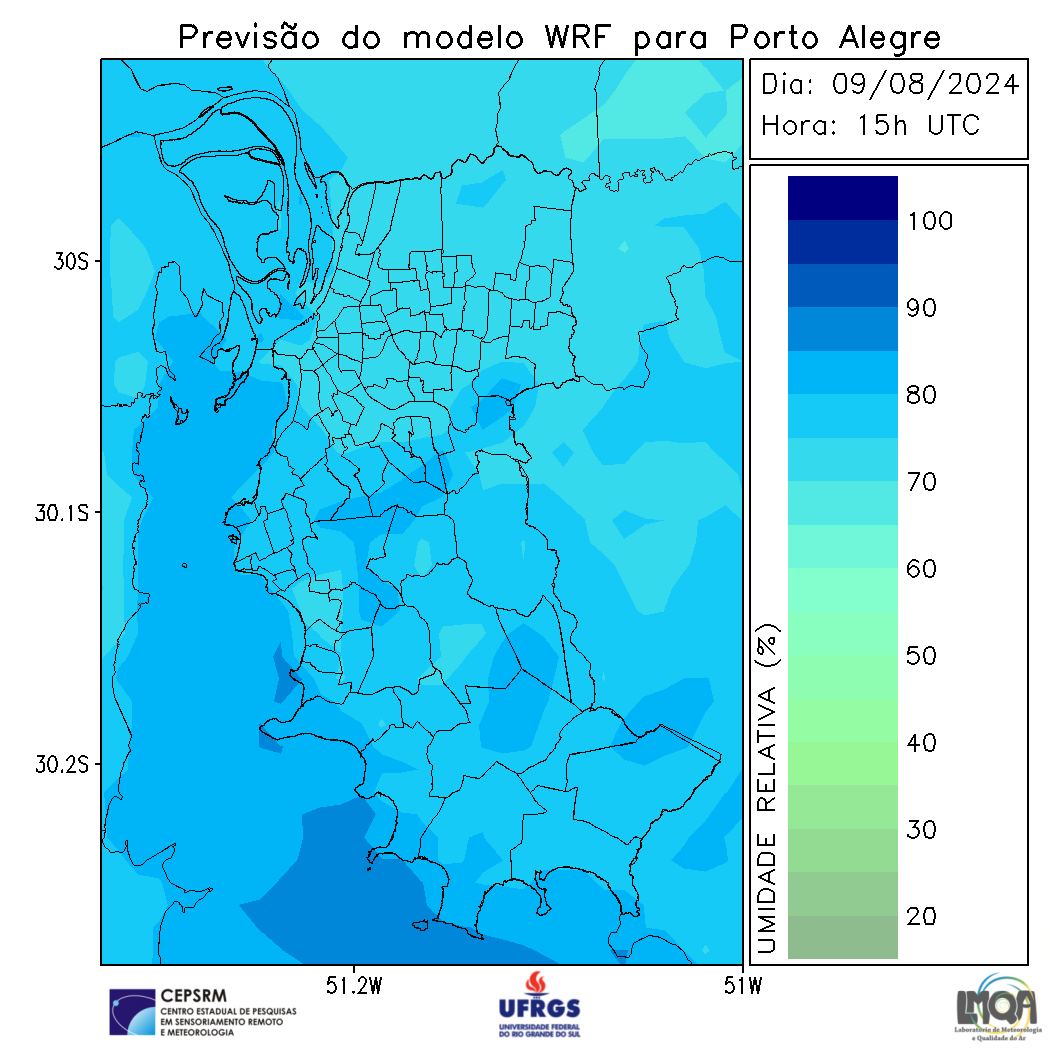 Previsão do modelo WRF para Porto Alegre
Dia: 09/08/2024
Hora: 15h UTC
30S
30.1S
30.2S
51.2W
51W
100
90
80
70
60
50
40
30
20
UMIDADE RELATIVA (%)
CEPSRM
CENTRO ESTADUAL DE PESQUISAS
EM SENSORIAMENTO REMOTO
E METEOROLOGIA
UFRGS
UNIVERSIDADE FEDERAL
DO RIO GRANDE DO SUL
LMQA
Laboratório de Meteorologia
e Qualidade do Ar